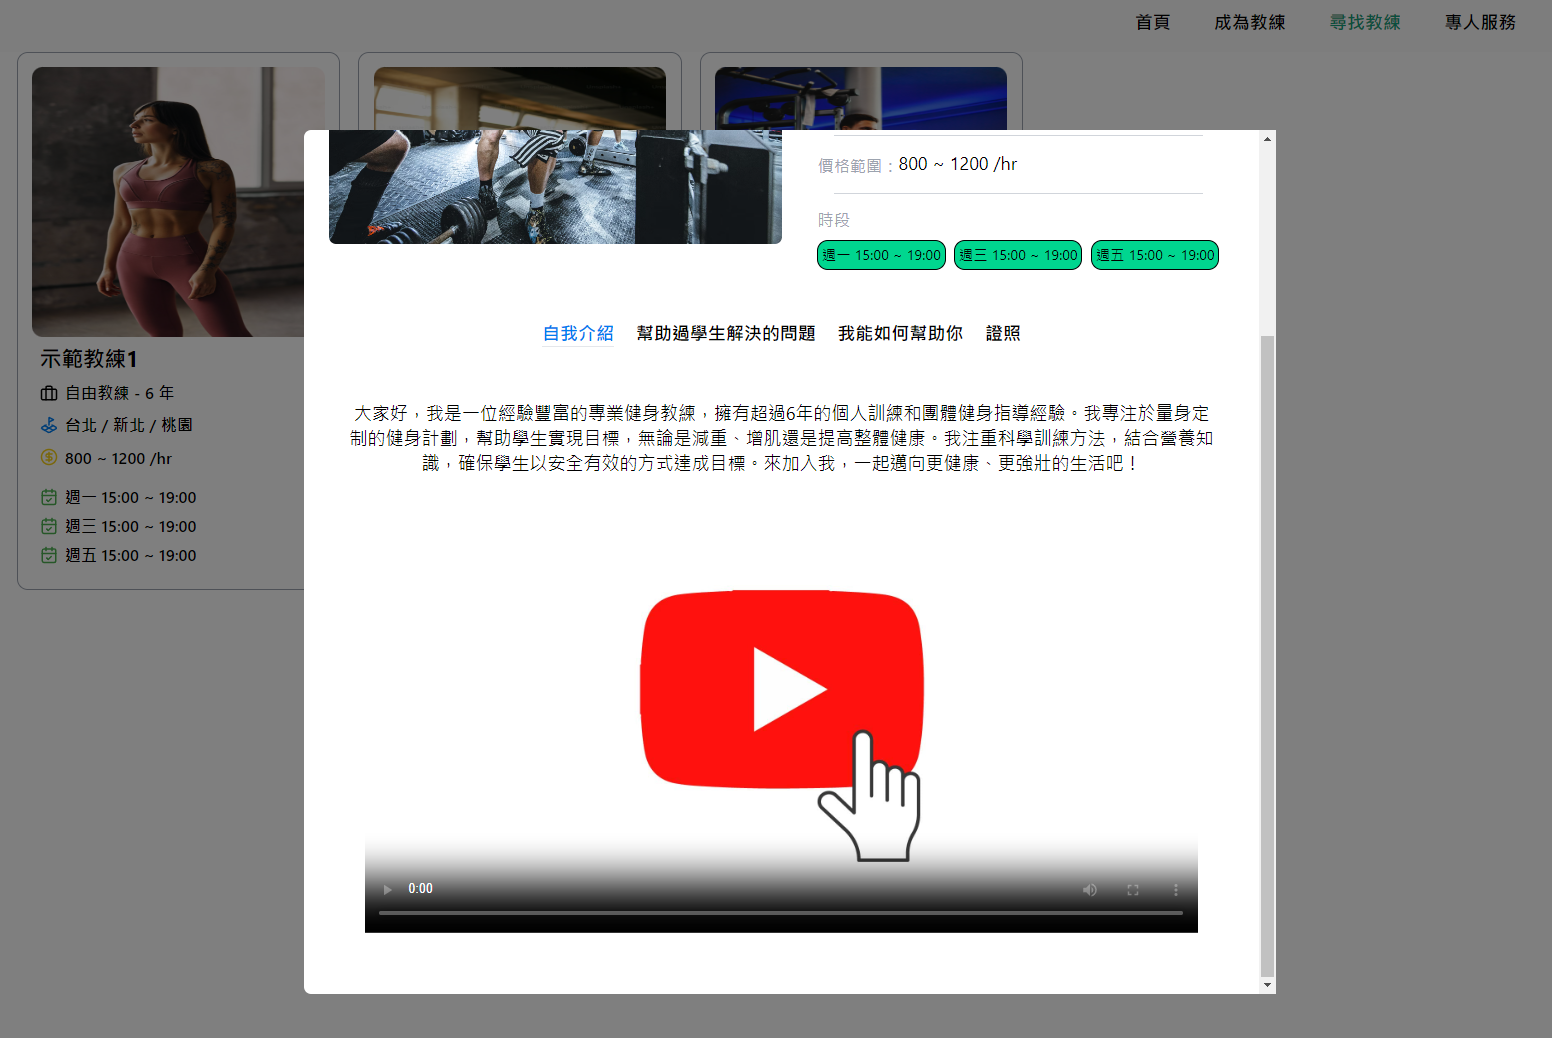 首頁 成為教練 尋找教練 專人服務
示範教練1
自由教練 - 6 年
台北 / 新北 / 桃園
800 ~ 1200 /hr
週一 15:00 ~ 19:00
週三 15:00 ~ 19:00
週五 15:00 ~ 19:00
價格範圍：800 ~ 1200 /hr
時段
週一 15:00 ~ 19:00 週三 15:00 ~ 19:00 週五 15:00 ~ 19:00
自我介紹 幫助過學生解決的問題 我能如何幫助你 證照
大家好，我是一位經驗豐富的專業健身教練，擁有超過6年的個人訓練和團體健身指導經驗。我專注於量身定
制的健身計劃，幫助學生實現目標，無論是減重、增肌還是提高整體健康。我注重科學訓練方法，結合營養知
識，確保學生以安全有效的方式達成目標。來加入我，一起邁向更健康、更強壯的生活吧！
0:00